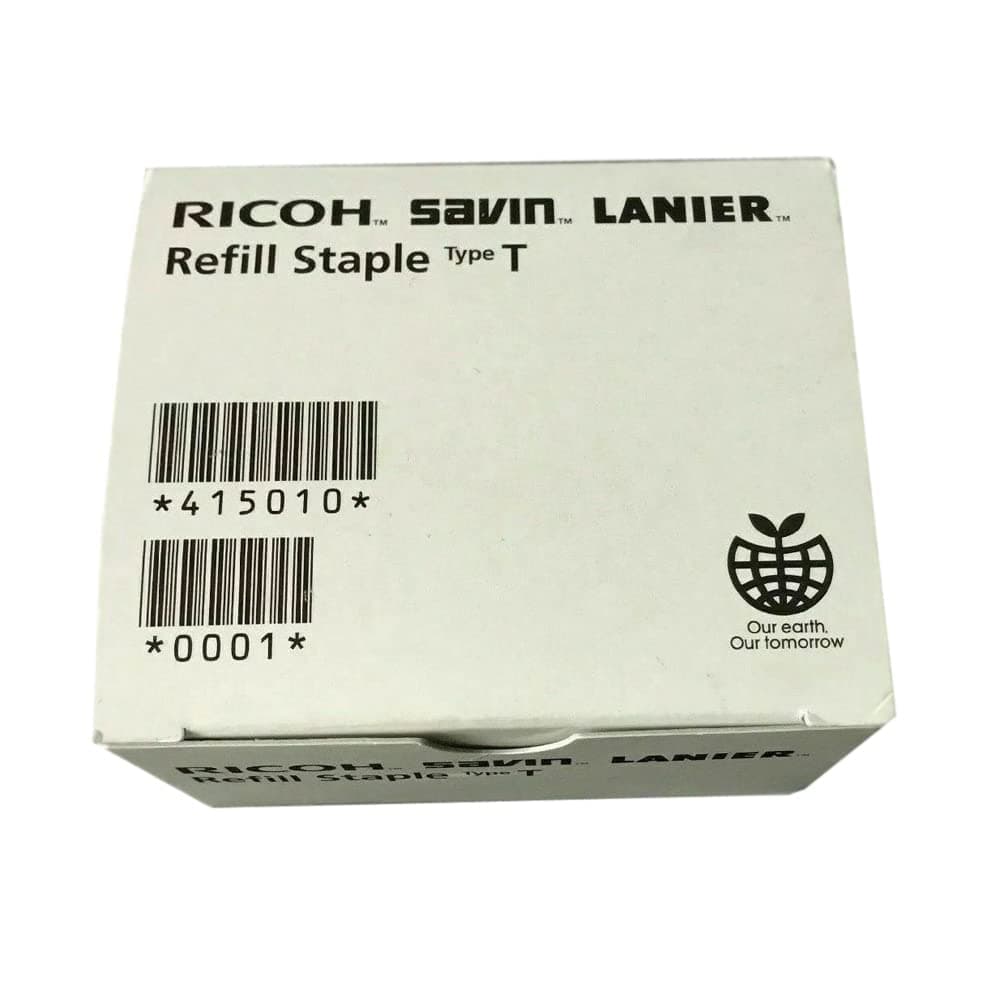 RICOH™ SAVIN™ LANIER™
Refill Staple Type T
*415010*
*0001*
Our earth,
Our tomorrow
RICOH™ SAVIN™ LANIER™
Refill Staple Type T